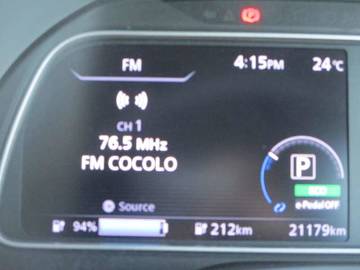 FM
4:15PM
24°C
CH 1
76.5 MHz
FM COCOLO
P
ECO
e-Pedal OFF
Source
94%
212km
21179km